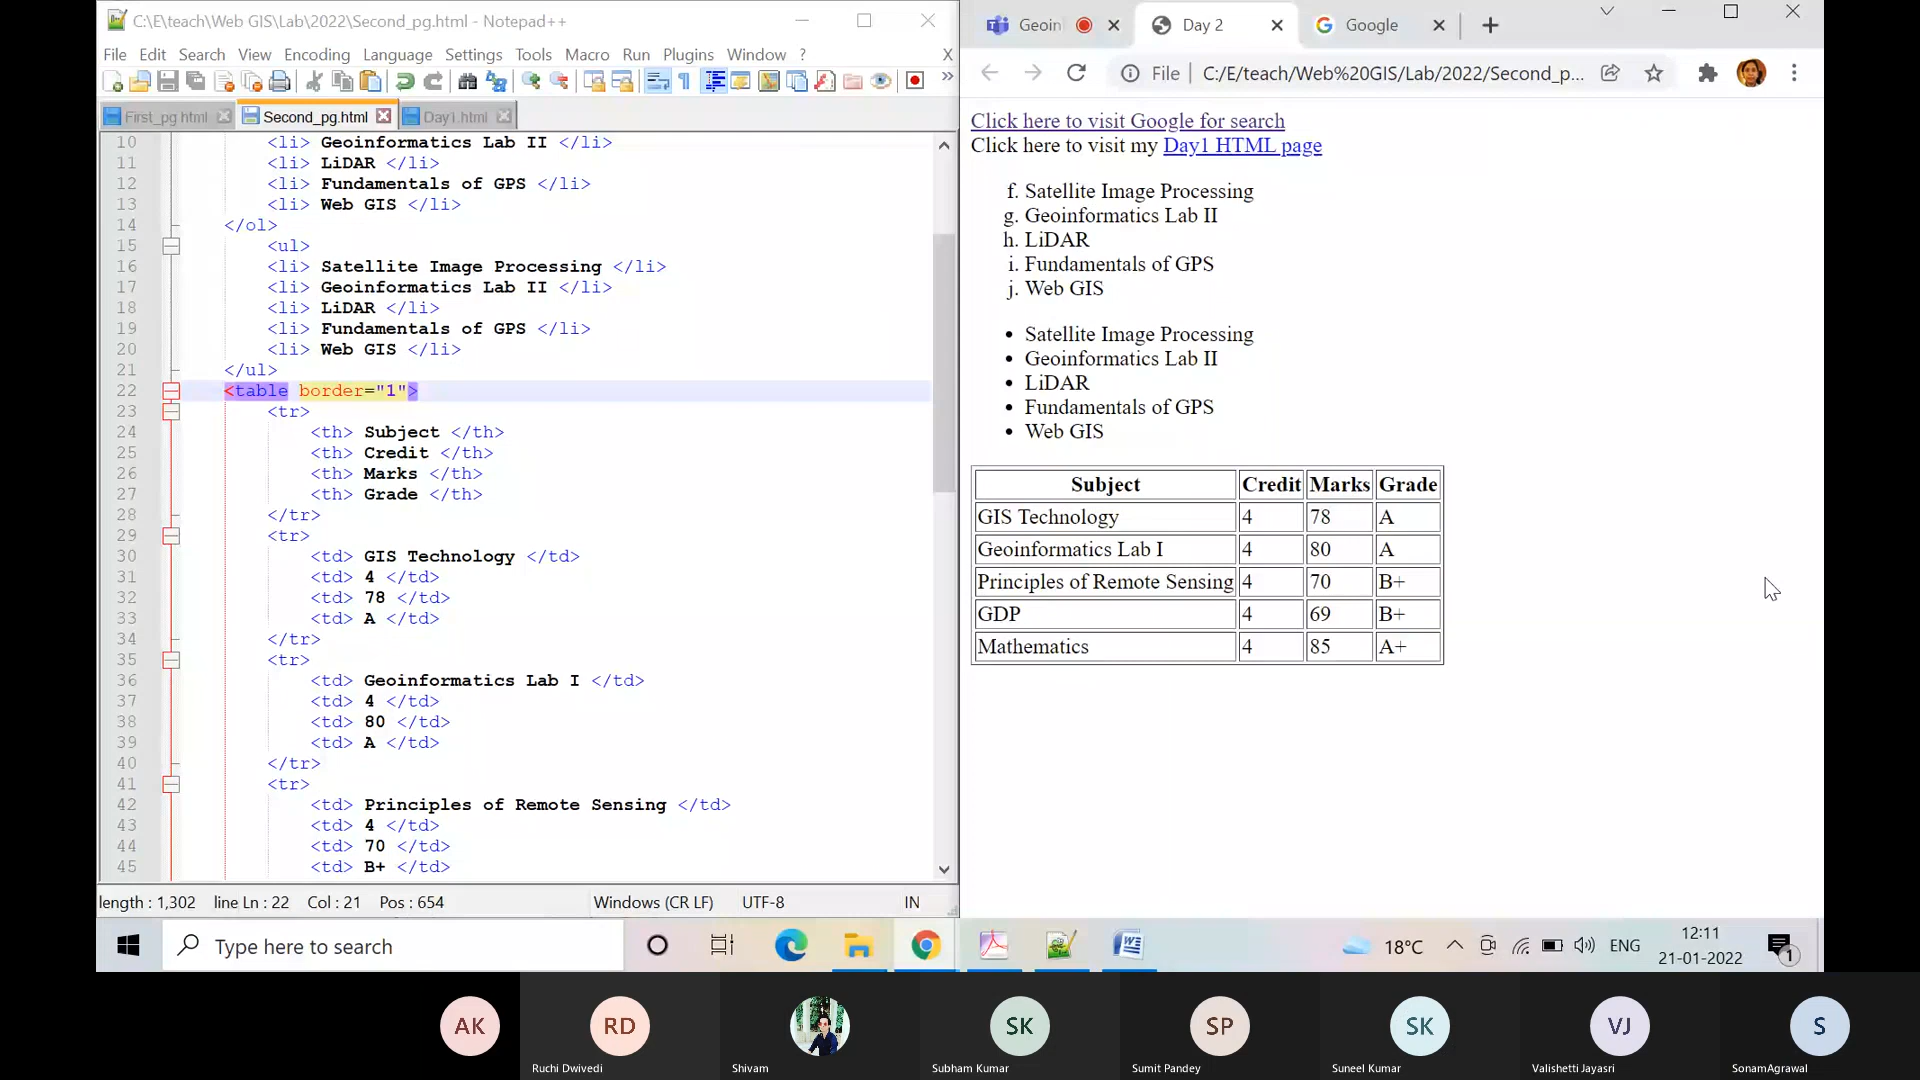 C:\E\teach\Web GIS\Lab\2022\Second_pg.html - Notepad++
File Edit Search View Encoding Language Settings Tools Macro Run Plugins Window ? X
First_pg.html Second_pg.html Day1.html
10 <li> Geoinformatics Lab II </li>
11 <li> LiDAR </li>
12 <li> Fundamentals of GPS </li>
13 <li> Web GIS </li>
14 </ol>
15 <ul>
16 <li> Satellite Image Processing </li>
17 <li> Geoinformatics Lab II </li>
18 <li> LiDAR </li>
19 <li> Fundamentals of GPS </li>
20 <li> Web GIS </li>
21 </ul>
22 <table border="1">
23 <tr>
24 <th> Subject </th>
25 <th> Credit </th>
26 <th> Marks </th>
27 <th> Grade </th>
28 </tr>
29 <tr>
30 <td> GIS Technology </td>
31 <td> 4 </td>
32 <td> 78 </td>
33 <td> A </td>
34 </tr>
35 <tr>
36 <td> Geoinformatics Lab I </td>
37 <td> 4 </td>
38 <td> 80 </td>
39 <td> A </td>
40 </tr>
41 <tr>
42 <td> Principles of Remote Sensing </td>
43 <td> 4 </td>
44 <td> 70 </td>
45 <td> B+ </td>
length : 1,302 line Ln : 22 Col : 21 Pos : 654 Windows (CR LF) UTF-8 IN
Geoin Day 2 Google
File C:/E/teach/Web%20GIS/Lab/2022/Second_p...
Click here to visit Google for search
Click here to visit my Day1 HTML page
f. Satellite Image Processing
g. Geoinformatics Lab II
h. LiDAR
i. Fundamentals of GPS
j. Web GIS
• Satellite Image Processing
• Geoinformatics Lab II
• LiDAR
• Fundamentals of GPS
• Web GIS
Subject Credit Marks Grade
GIS Technology 4 78 A
Geoinformatics Lab I 4 80 A
Principles of Remote Sensing 4 70 B+
GDP 4 69 B+
Mathematics 4 85 A+
Type here to search
18°C ENG 12:11
21-01-2022 1
AK RD SK SP SK VJ S
Ruchi Dwivedi Shivam Subham Kumar Sumit Pandey Suneel Kumar Valishetti Jayasri SonamAgrawal